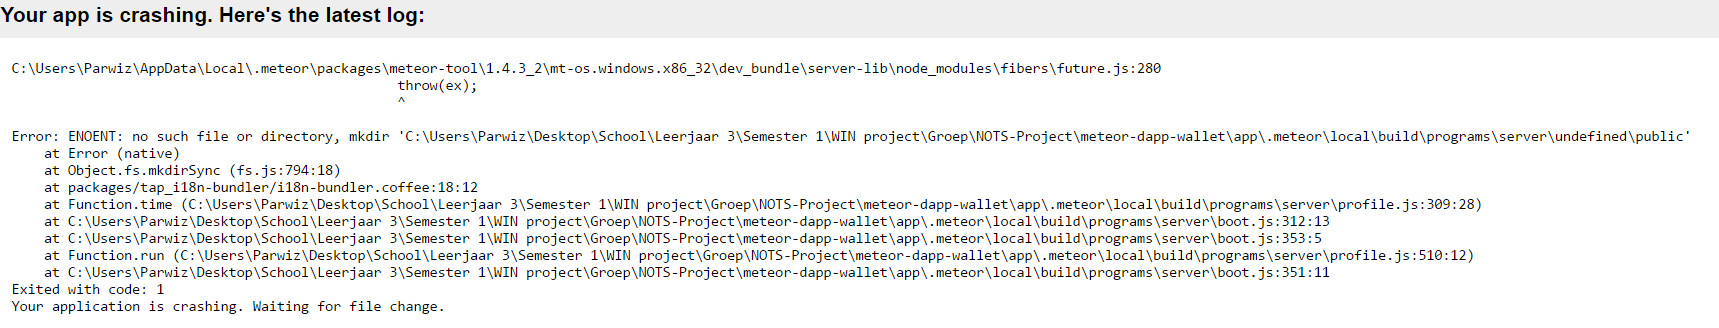 Your app is crashing. Here's the latest log:
C:\Users\Parwiz\AppData\Local\.meteor\packages\meteor-tool\1.4.3_2\mt-os.windows.x86_32\dev_bundle\server-lib\node_modules\fibers\future.js:280
throw(ex);
^
Error: ENOENT: no such file or directory, mkdir 'C:\Users\Parwiz\Desktop\School\Leerjaar 3\Semester 1\WIN project\Groep\NOTS-Project\meteor-dapp-wallet\app\.meteor\local\build\programs\server\undefined\public'
at Error (native)
at Object.fs.mkdirSync (fs.js:794:18)
at packages/tap_i18n-bundler/i18n-bundler.coffee:18:12
at Function.time (C:\Users\Parwiz\Desktop\School\Leerjaar 3\Semester 1\WIN project\Groep\NOTS-Project\meteor-dapp-wallet\app\.meteor\local\build\programs\server\profile.js:309:28)
at C:\Users\Parwiz\Desktop\School\Leerjaar 3\Semester 1\WIN project\Groep\NOTS-Project\meteor-dapp-wallet\app\.meteor\local\build\programs\server\boot.js:312:13
at C:\Users\Parwiz\Desktop\School\Leerjaar 3\Semester 1\WIN project\Groep\NOTS-Project\meteor-dapp-wallet\app\.meteor\local\build\programs\server\boot.js:353:5
at Function.run (C:\Users\Parwiz\Desktop\School\Leerjaar 3\Semester 1\WIN project\Groep\NOTS-Project\meteor-dapp-wallet\app\.meteor\local\build\programs\server\profile.js:510:12)
at C:\Users\Parwiz\Desktop\School\Leerjaar 3\Semester 1\WIN project\Groep\NOTS-Project\meteor-dapp-wallet\app\.meteor\local\build\programs\server\boot.js:351:11
Exited with code: 1
Your application is crashing. Waiting for file change.